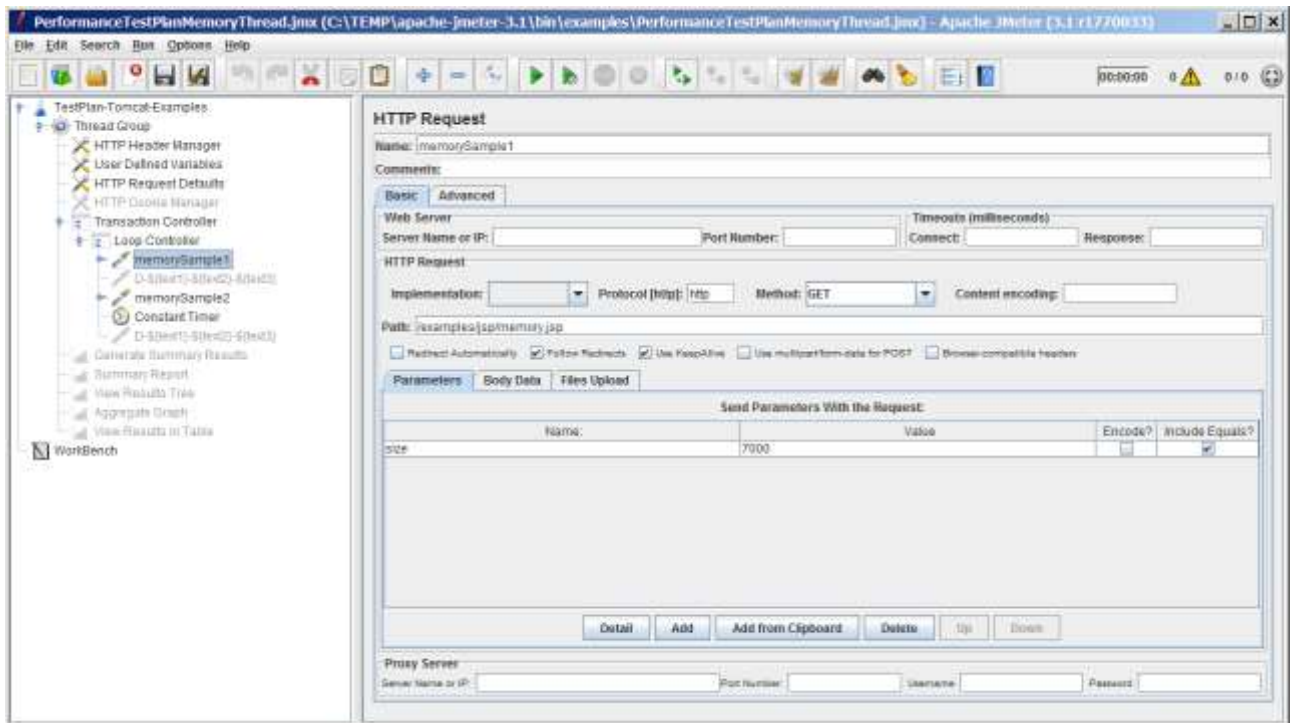 PerformanceTestPlanMemoryThread.jmx (C:\TEMP\apache-jmeter-3.1\bin\examples\PerformanceTestPlanMemoryThread.jmx) - Apache JMeter (3.1 r1770033)
File Edit Search Run Options Help
00:00:00 0 0 / 0
TestPlan-Tomcat-Examples
Thread Group
HTTP Header Manager
User Defined Variables
HTTP Request Defaults
HTTP Cookie Manager
Transaction Controller
Loop Controller
memorySample1
D-${text1}-${text2}-${text3}
memorySample2
Constant Timer
D-${text1}-${text2}-${text3}
Generate Summary Results
Summary Report
View Results Tree
Aggregate Graph
View Results in Table
WorkBench
HTTP Request
Name: memorySample1
Comments:
Basic Advanced
Web Server Timeouts (milliseconds)
Server Name or IP: Port Number: Connect: Response:
HTTP Request
Implementation: Protocol [http]: http Method: GET Content encoding:
Path: /examples/jsp/memory.jsp
Redirect Automatically Follow Redirects Use KeepAlive Use multipart/form-data for POST Browser-compatible headers
Parameters Body Data Files Upload
Send Parameters With the Request:
Name: Value Encode? Include Equals?
size 7000
Detail Add Add from Clipboard Delete Up Down
Proxy Server
Server Name or IP: Port Number: Username Password